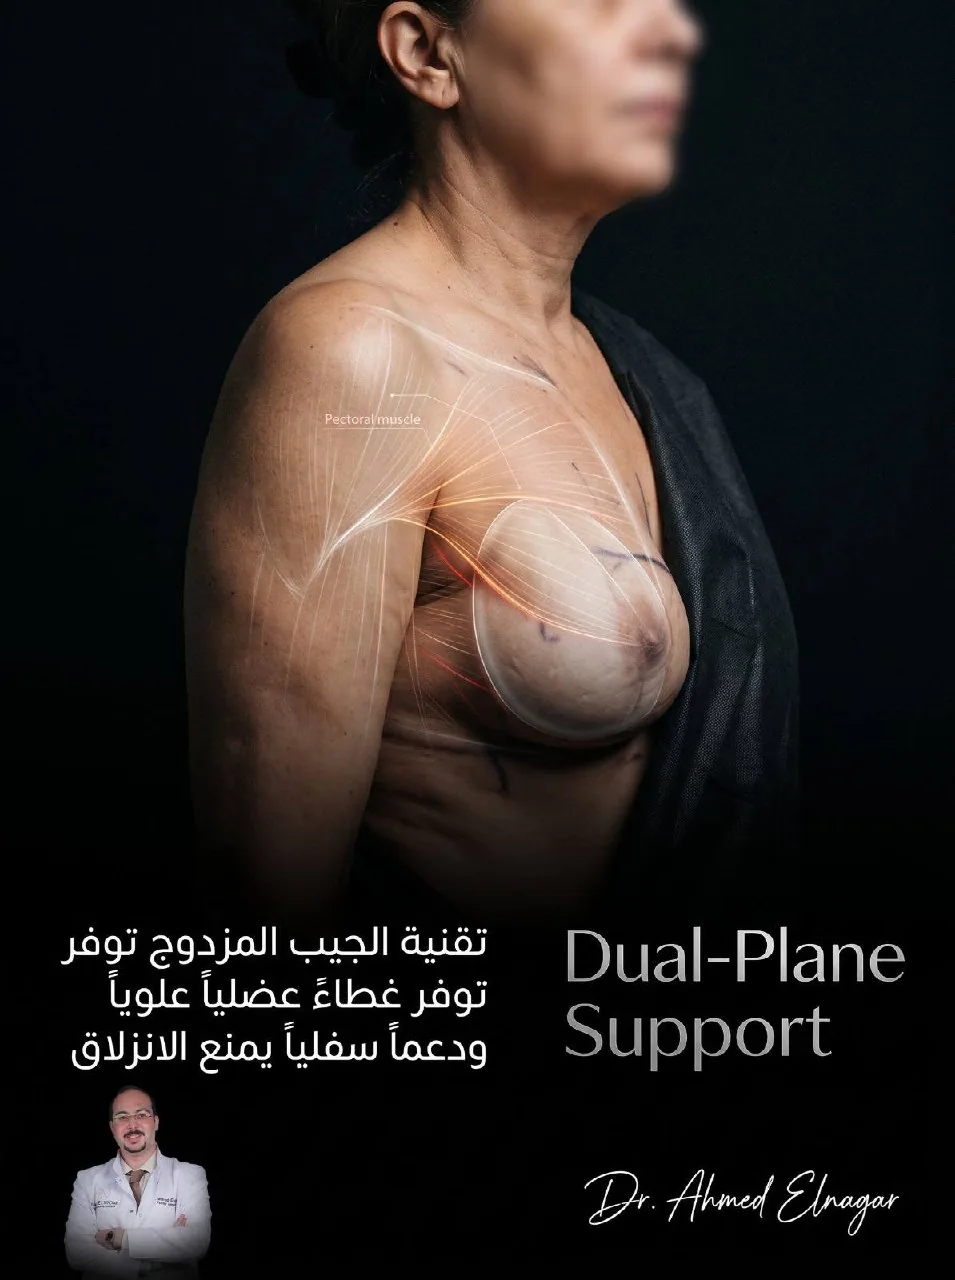 Pectoral muscle
تقنية الجيب المزدوج توفر
توفر غطاءً عضلياً علوياً
ودعماً سفلياً يمنع الانزلاق
Dual-Plane
Support
Dr. Ahmed Elnagar